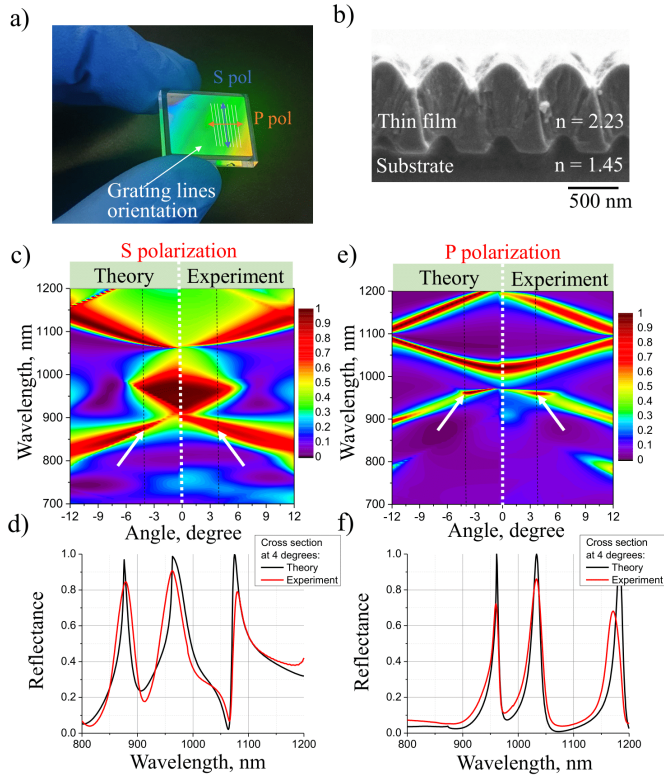 a)
S pol
P pol
Grating lines
orientation
b)
Thin film
n = 2.23
Substrate
n = 1.45
500 nm
c)
S polarization
Theory
Experiment
Wavelength, nm
1200
1100
1000
900
800
700
-12 -9 -6 -3 0 3 6 9 12
Angle, degree
1
0.9
0.8
0.7
0.6
0.5
0.4
0.3
0.2
0.1
0
e)
P polarization
Theory
Experiment
Wavelength, nm
1200
1100
1000
900
800
700
-12 -9 -6 -3 0 3 6 9 12
Angle, degree
1
0.9
0.8
0.7
0.6
0.5
0.4
0.3
0.2
0.1
0
d)
Cross section
at 4 degrees:
Theory
Experiment
Reflectance
1.0
0.8
0.6
0.4
0.2
0.0
800 900 1000 1100 1200
Wavelength, nm
f)
Cross section
at 4 degrees:
Theory
Experiment
Reflectance
1.0
0.8
0.6
0.4
0.2
0.0
800 900 1000 1100 1200
Wavelength, nm